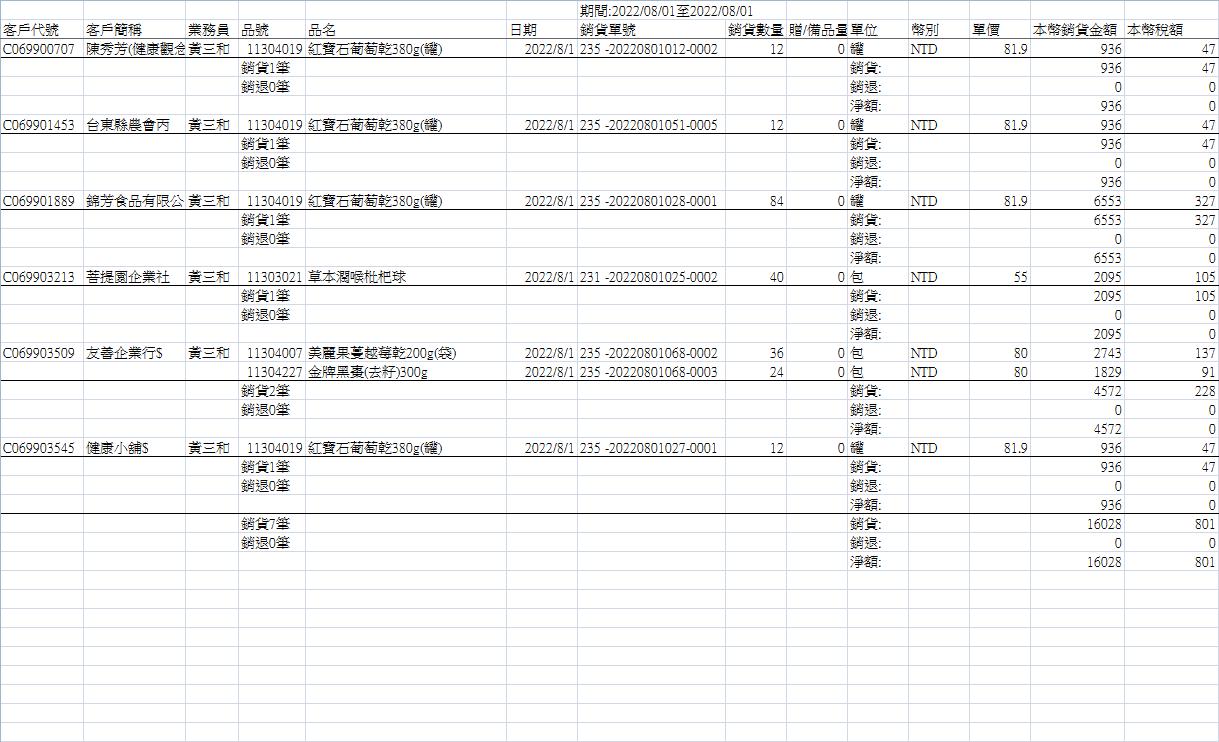 期間:2022/08/01至2022/08/01
客戶代號 客戶簡稱 業務員 品號 品名 日期 銷貨單號 銷貨數量 贈/備品量 單位 幣別 單價 本幣銷貨金額 本幣稅額
C069900707 陳秀芳(健康觀念 黃三和 11304019 紅寶石葡萄乾380g(罐) 2022/8/1 235 -20220801012-0002 12 0 罐 NTD 81.9 936 47
銷貨1筆 銷貨: 936 47
銷退0筆 銷退: 0 0
淨額: 936 0
C069901453 台東縣農會丙 黃三和 11304019 紅寶石葡萄乾380g(罐) 2022/8/1 235 -20220801051-0005 12 0 罐 NTD 81.9 936 47
銷貨1筆 銷貨: 936 47
銷退0筆 銷退: 0 0
淨額: 936 0
C069901889 錦芳食品有限公 黃三和 11304019 紅寶石葡萄乾380g(罐) 2022/8/1 235 -20220801028-0001 84 0 罐 NTD 81.9 6553 327
銷貨1筆 銷貨: 6553 327
銷退0筆 銷退: 0 0
淨額: 6553 0
C069903213 菩提園企業社 黃三和 11303021 草本潤喉枇杷球 2022/8/1 231 -20220801025-0002 40 0 包 NTD 55 2095 105
銷貨1筆 銷貨: 2095 105
銷退0筆 銷退: 0 0
淨額: 2095 0
C069903509 友善企業行$ 黃三和 11304007 美麗果蔓越莓乾200g(袋) 2022/8/1 235 -20220801068-0002 36 0 包 NTD 80 2743 137
11304227 金牌黑棗(去籽)300g 2022/8/1 235 -20220801068-0003 24 0 包 NTD 80 1829 91
銷貨2筆 銷貨: 4572 228
銷退0筆 銷退: 0 0
淨額: 4572 0
C069903545 健康小舖$ 黃三和 11304019 紅寶石葡萄乾380g(罐) 2022/8/1 235 -20220801027-0001 12 0 罐 NTD 81.9 936 47
銷貨1筆 銷貨: 936 47
銷退0筆 銷退: 0 0
淨額: 936 0
銷貨7筆 銷貨: 16028 801
銷退0筆 銷退: 0 0
淨額: 16028 801